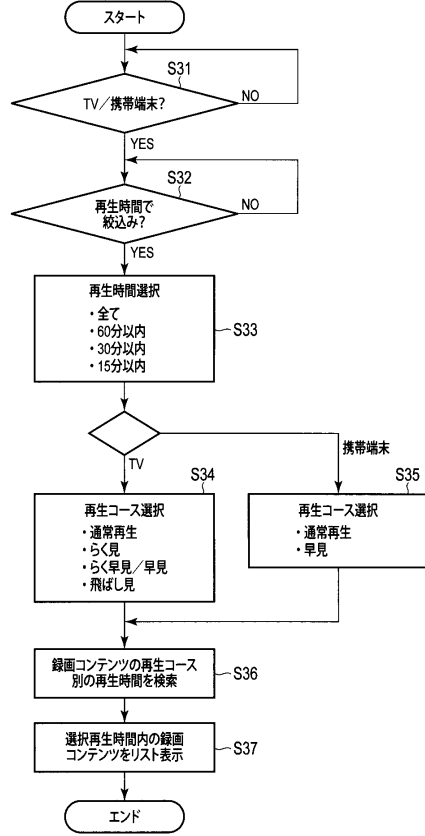 スタート
S31
TV／携帯端末?
NO
YES
S32
再生時間で
絞込み?
NO
YES
再生時間選択
・全て
・60分以内
・30分以内
・15分以内
S33
携帯端末
TV
S34
再生コース選択
・通常再生
・らく見
・らく早見／早見
・飛ばし見
S35
再生コース選択
・通常再生
・早見
録画コンテンツの再生コース
別の再生時間を検索
S36
選択再生時間内の録画
コンテンツをリスト表示
S37
エンド